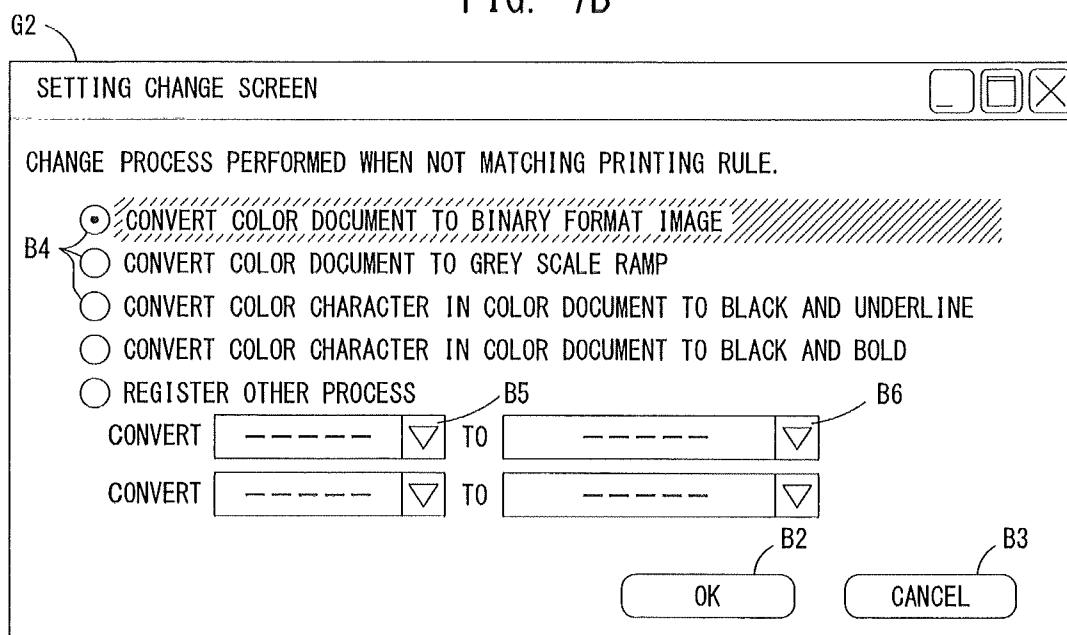 FIG. 7B
G2
SETTING CHANGE SCREEN
CHANGE PROCESS PERFORMED WHEN NOT MATCHING PRINTING RULE.
CONVERT COLOR DOCUMENT TO BINARY FORMAT IMAGE
B4
CONVERT COLOR DOCUMENT TO GREY SCALE RAMP
CONVERT COLOR CHARACTER IN COLOR DOCUMENT TO BLACK AND UNDERLINE
CONVERT COLOR CHARACTER IN COLOR DOCUMENT TO BLACK AND BOLD
REGISTER OTHER PROCESS
B5
B6
CONVERT ————— TO —————
CONVERT ————— TO —————
B2
B3
OK
CANCEL